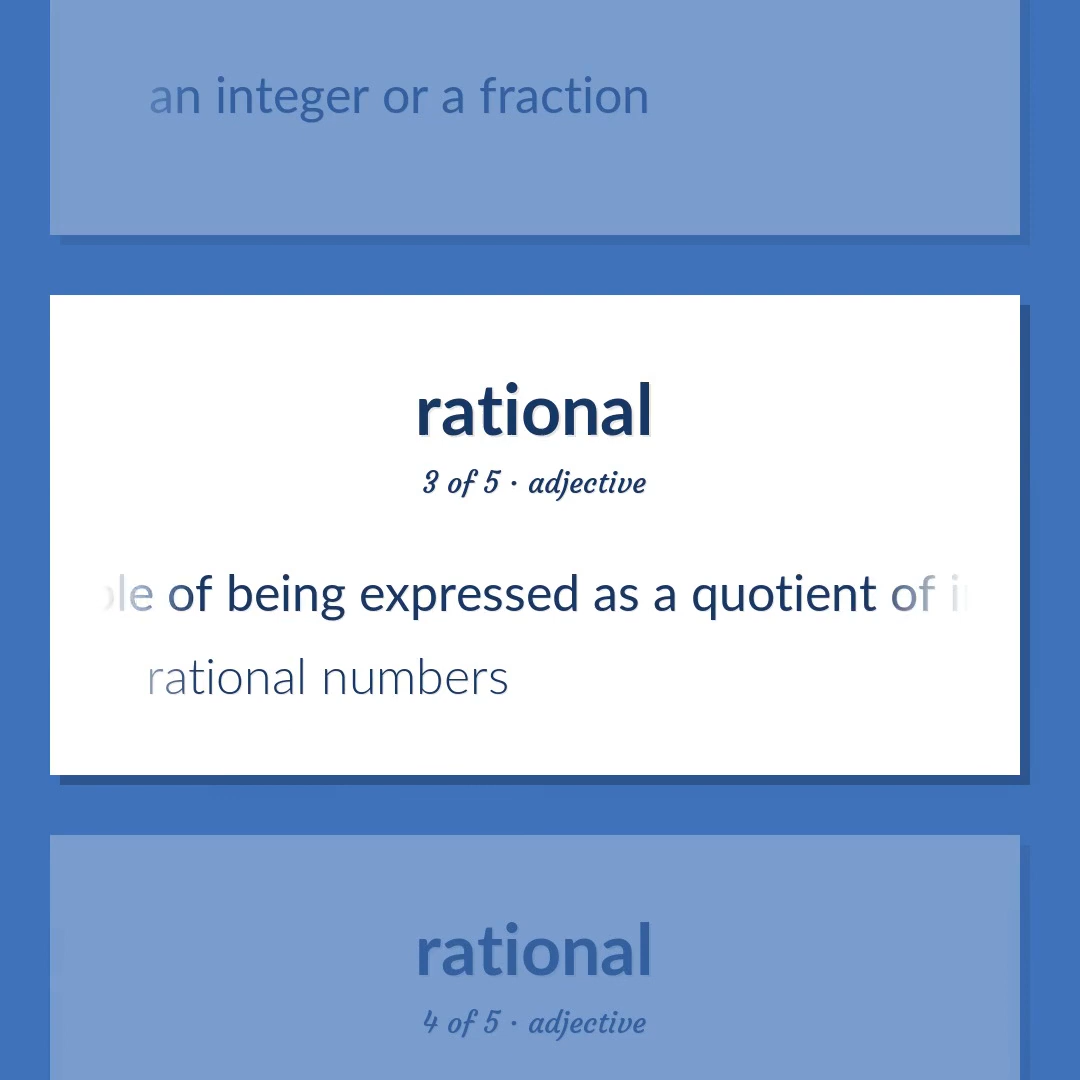 an integer or a fraction
rational
3 of 5 · adjective
of being expressed as a quotient of
rational numbers
rational
4 of 5 · adjective